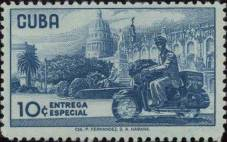 CUBA
10¢ ENTREGA
ESPECIAL
CIA. P. FERNANDEZ, S. A. HABANA.